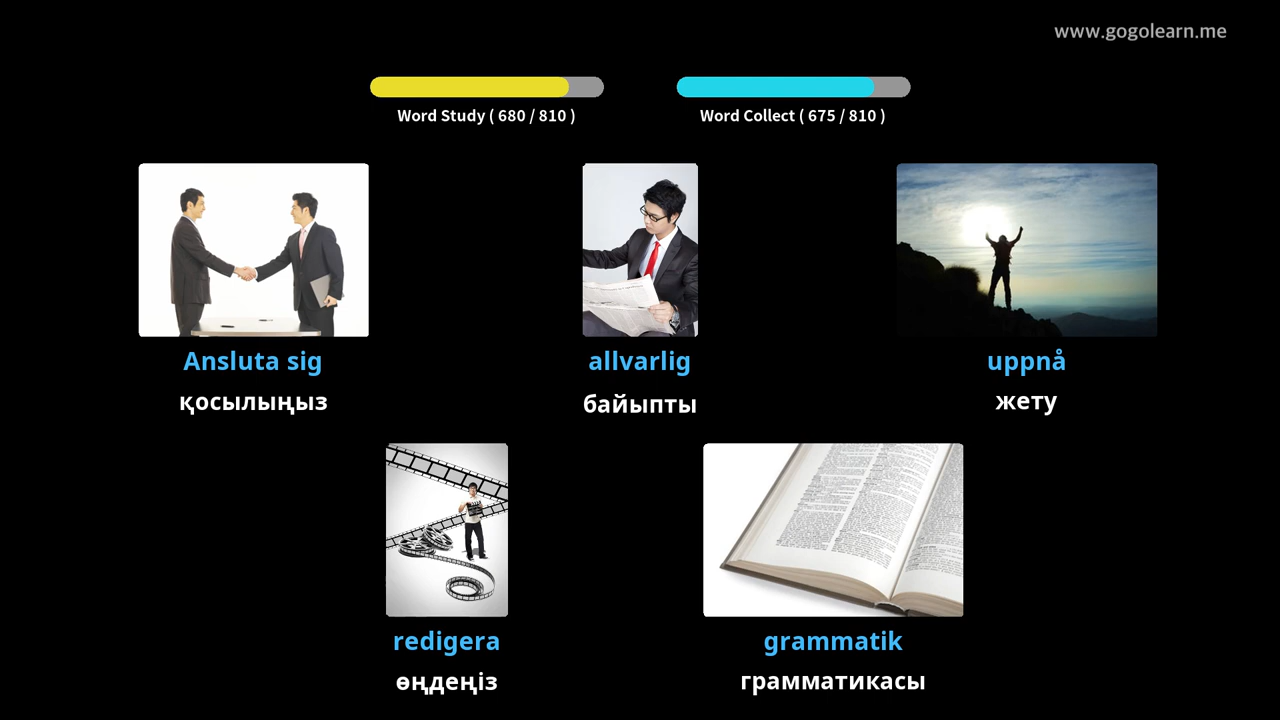 www.gogolearn.me
Word Study ( 680 / 810 )
Word Collect ( 675 / 810 )
Ansluta sig
қосылыңыз
allvarlig
байыпты
uppnå
жету
redigera
өңдеңіз
grammatik
грамматикасы